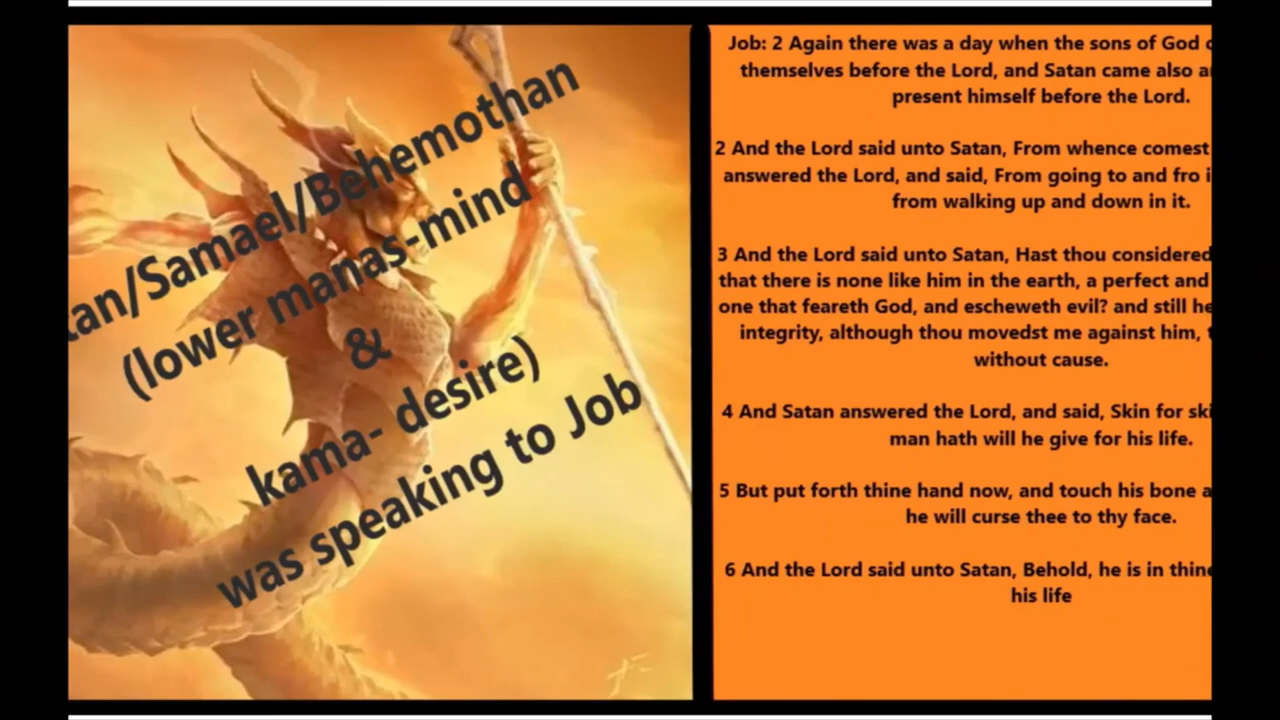 tan/Samael/Behemothan
(lower manas-mind
&
kama- desire)
was speaking to Job
Job: 2 Again there was a day when the sons of God
themselves before the Lord, and Satan came also
present himself before the Lord.
2 And the Lord said unto Satan, From whence comest
answered the Lord, and said, From going to and fro
from walking up and down in it.
3 And the Lord said unto Satan, Hast thou considered
that there is none like him in the earth, a perfect and
one that feareth God, and escheweth evil? and still he
integrity, although thou movedst me against him,
without cause.
4 And Satan answered the Lord, and said, Skin for
man hath will he give for his life.
5 But put forth thine hand now, and touch his bone
he will curse thee to thy face.
6 And the Lord said unto Satan, Behold, he is in thine
his life